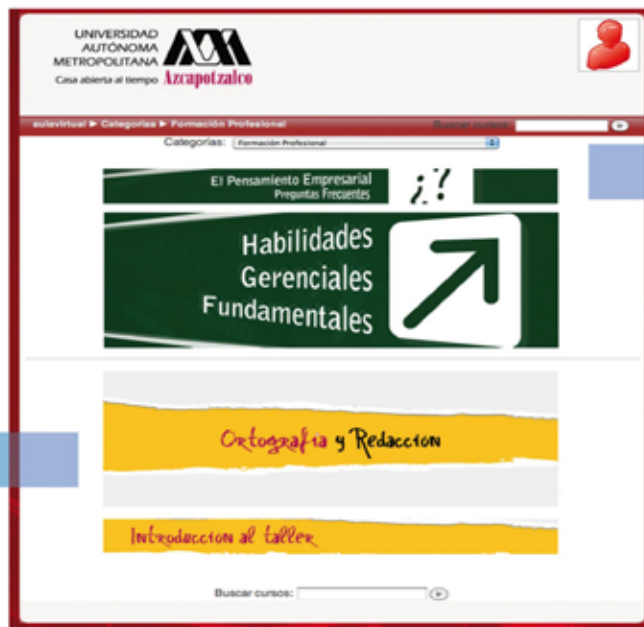 UNIVERSIDAD
AUTÓNOMA
METROPOLITANA
Casa abierta al tiempo Azcapotzalco
aulavirtual ► Categorías ► Formación Profesional Buscar cursos:
Categorías: Formación Profesional
El Pensamiento Empresarial
Preguntas Frecuentes
¿?
Habilidades
Gerenciales
Fundamentales
Ortografía y Redacción
Introducción al taller
Buscar cursos: